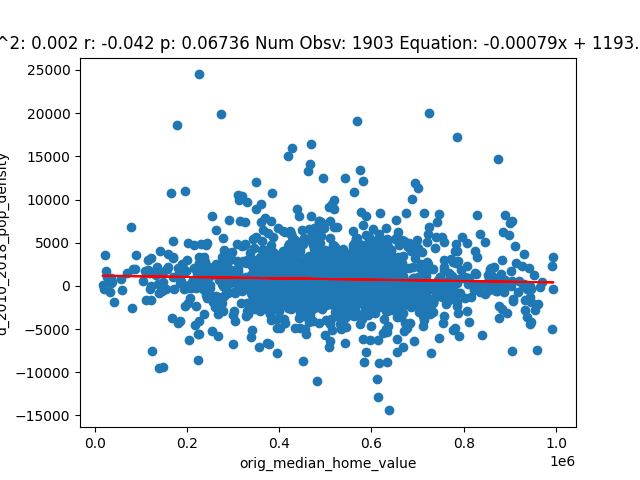 ^2: 0.002 r: -0.042 p: 0.06736 Num Obsv: 1903 Equation: -0.00079x + 1193.
25000
20000
15000
10000
5000
0
−5000
−10000
−15000
d_2010_2018_pop_density
0.0 0.2 0.4 0.6 0.8 1.0
1e6
orig_median_home_value